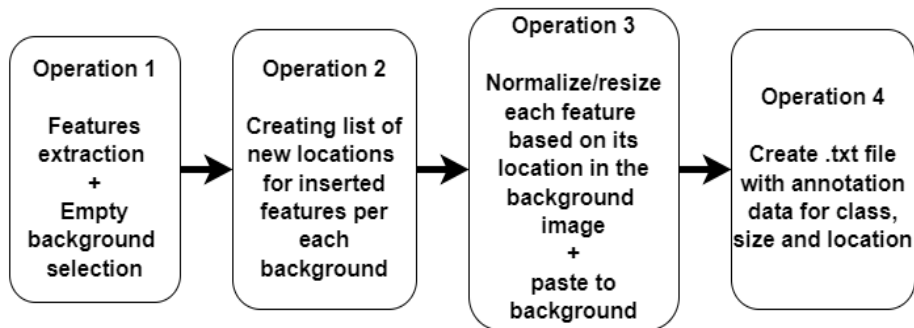 Operation 1
Features
extraction
+
Empty
background
selection
Operation 2
Creating list of
new locations
for inserted
features per
each
background
Operation 3
Normalize/resize
each feature
based on its
location in the
background
image
+
paste to
background
Operation 4
Create .txt file
with annotation
data for class,
size and location